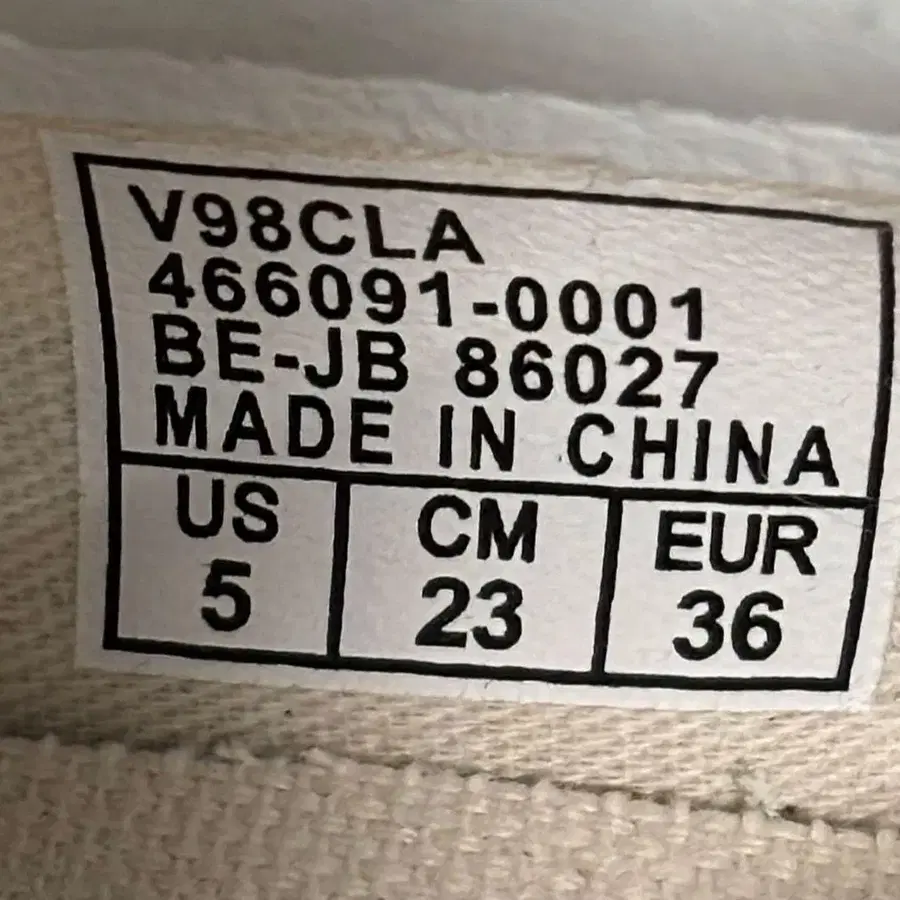 V98CLA
466091-0001
BE-JB 86027
MADE IN CHINA
US CM EUR
5 23 36